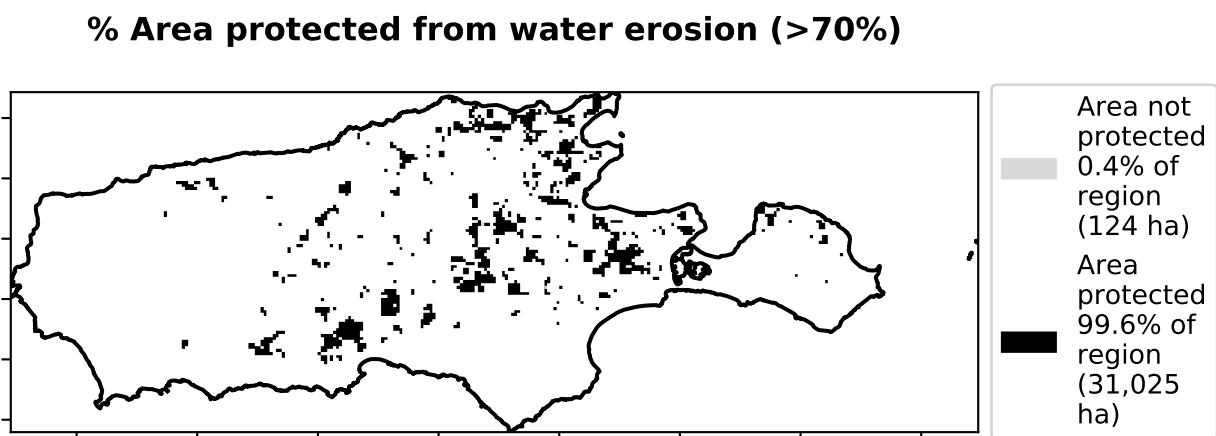 % Area protected from water erosion (>70%)
Area not
protected
0.4% of
region
(124 ha)
Area
protected
99.6% of
region
(31,025
ha)